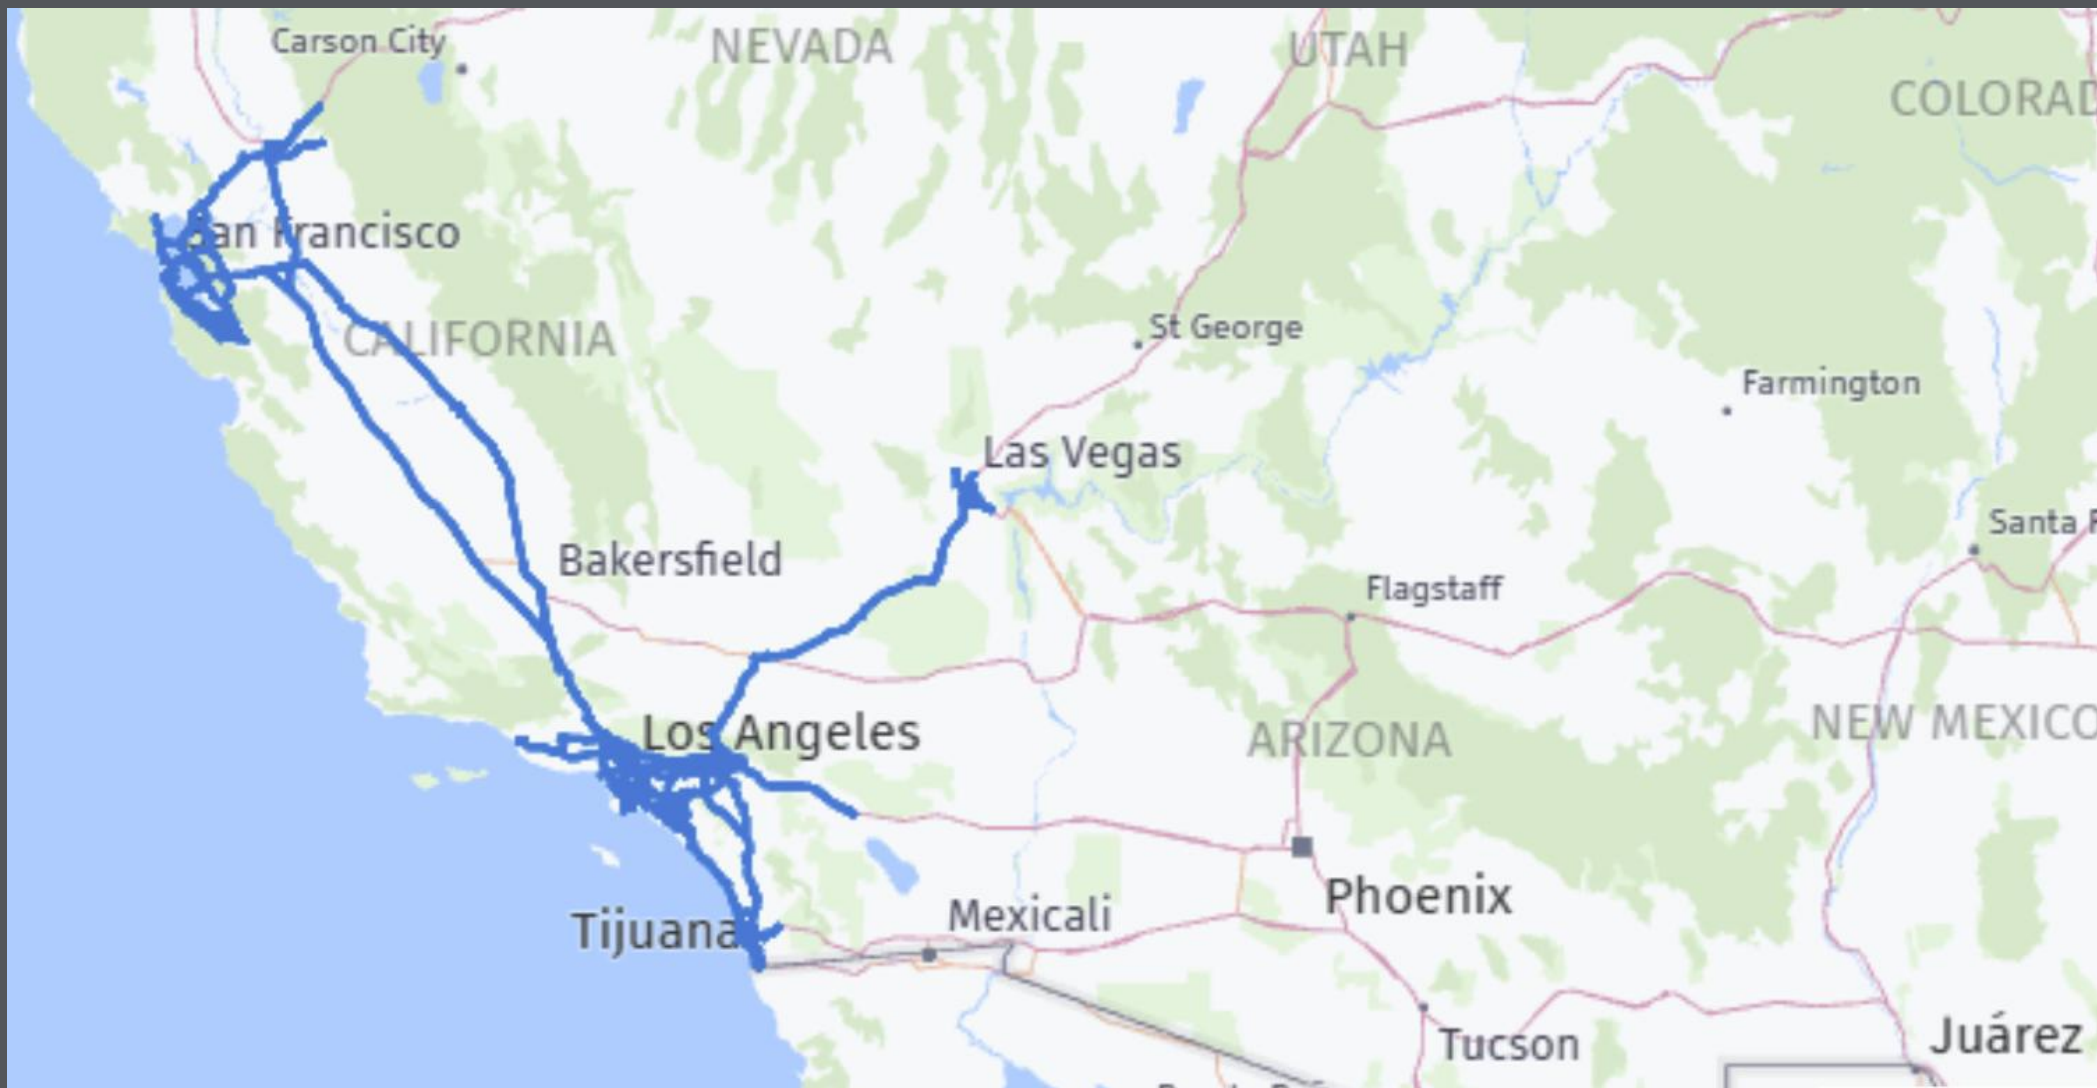 Carson City
NEVADA
UTAH
COLORAD
San Francisco
CALIFORNIA
St George
Farmington
Las Vegas
Santa F
Bakersfield
Flagstaff
Los Angeles
ARIZONA
NEW MEXICO
Tijuana
Mexicali
Phoenix
Tucson
Juárez